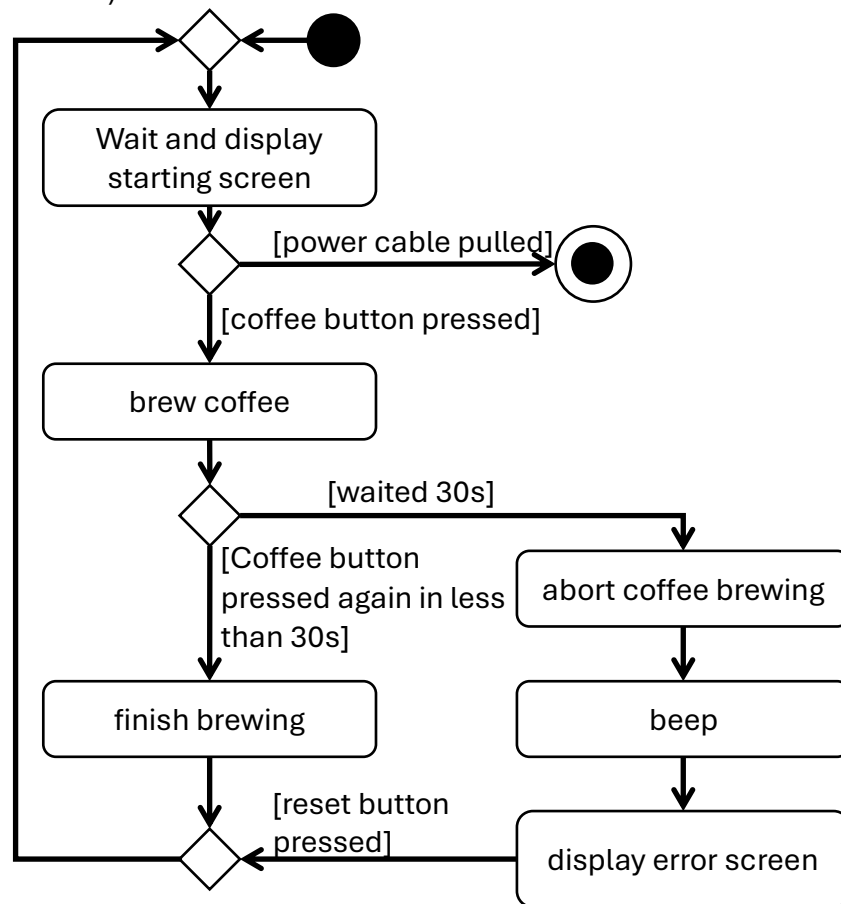 Wait and display
starting screen
[power cable pulled]
[coffee button pressed]
brew coffee
[waited 30s]
[Coffee button
pressed again in less
than 30s]
abort coffee brewing
finish brewing
beep
[reset button
pressed]
display error screen